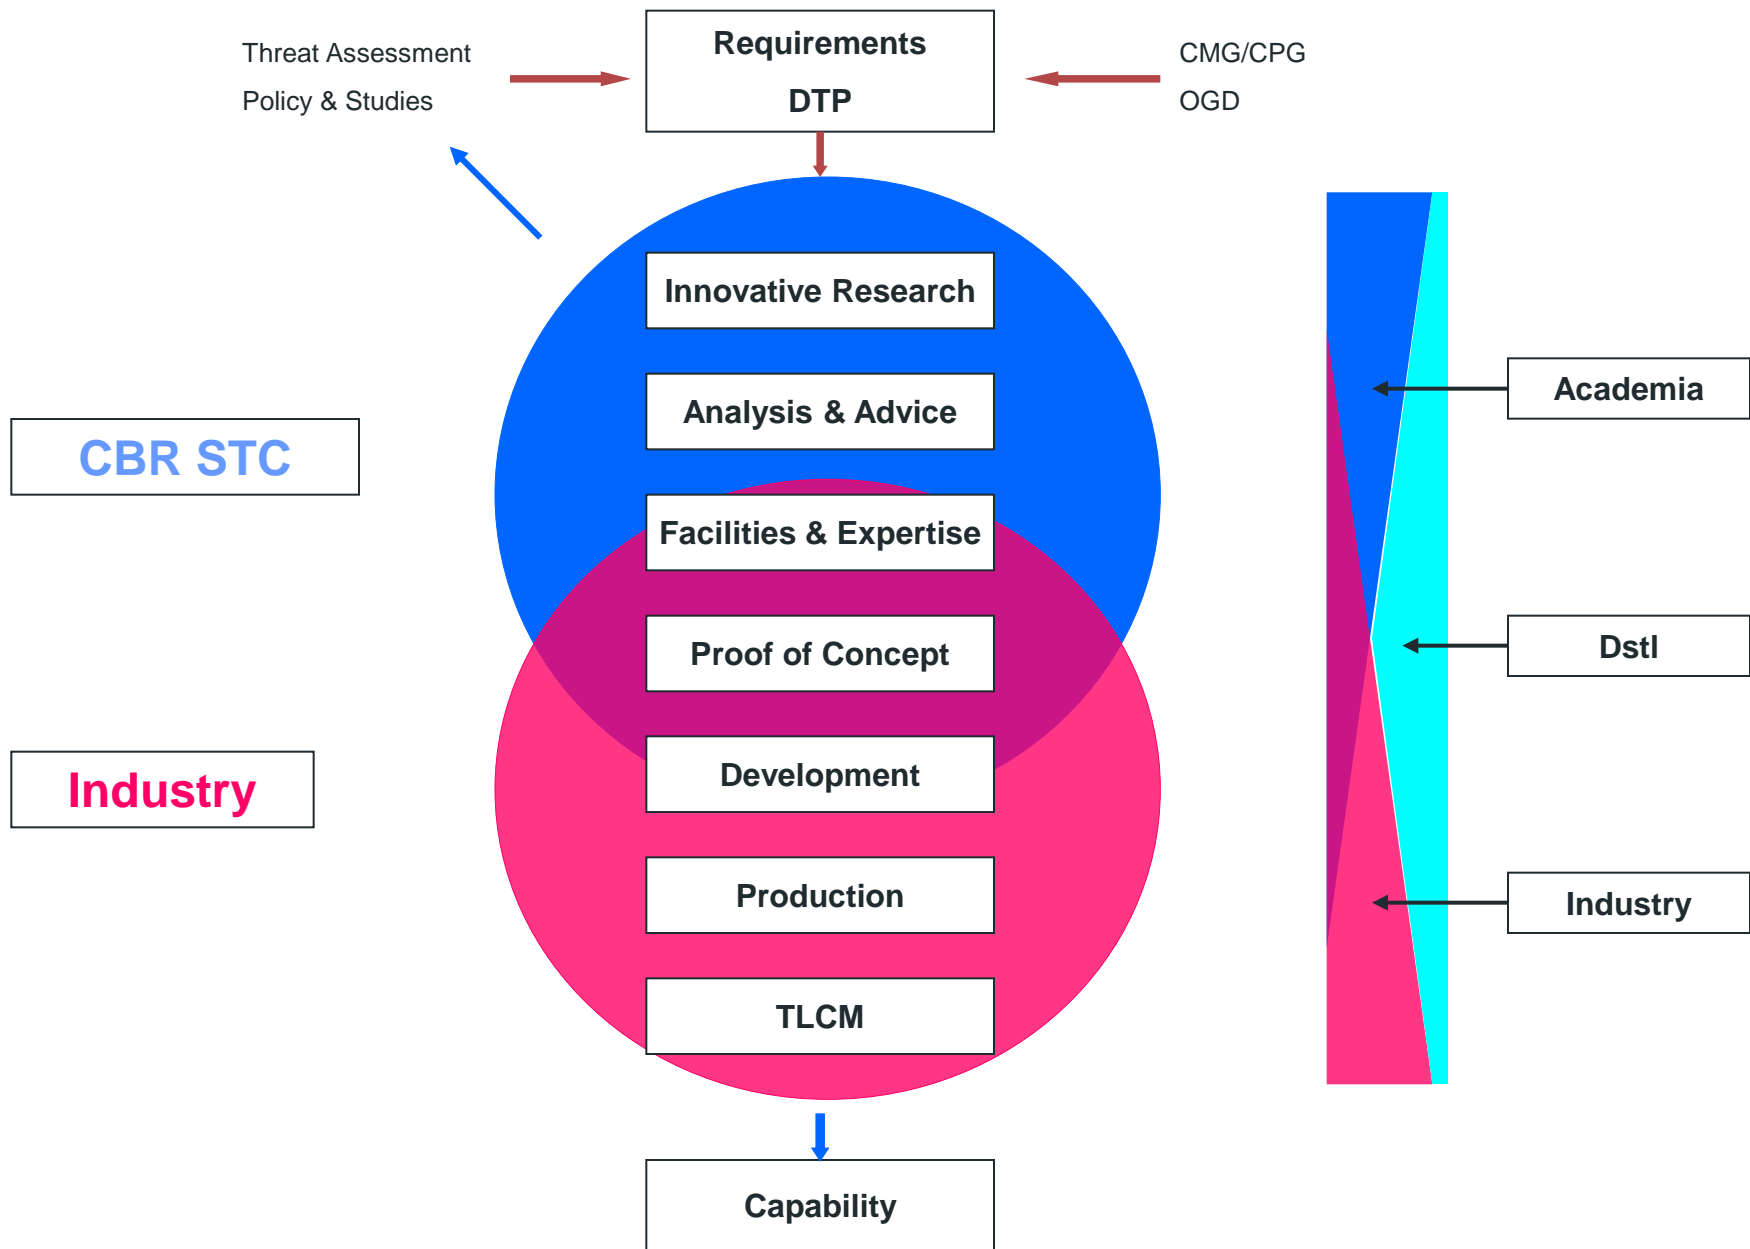 Threat Assessment
Policy & Studies
Requirements
DTP
CMG/CPG
OGD
Innovative Research
Analysis & Advice
Facilities & Expertise
Proof of Concept
Development
Production
TLCM
Capability
CBR STC
Industry
Academia
Dstl
Industry